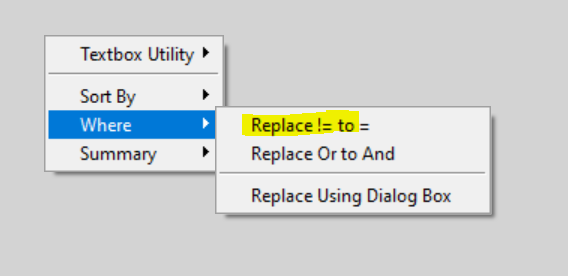 Textbox Utility
Sort By
Where
Summary
Replace != to =
Replace Or to And
Replace Using Dialog Box